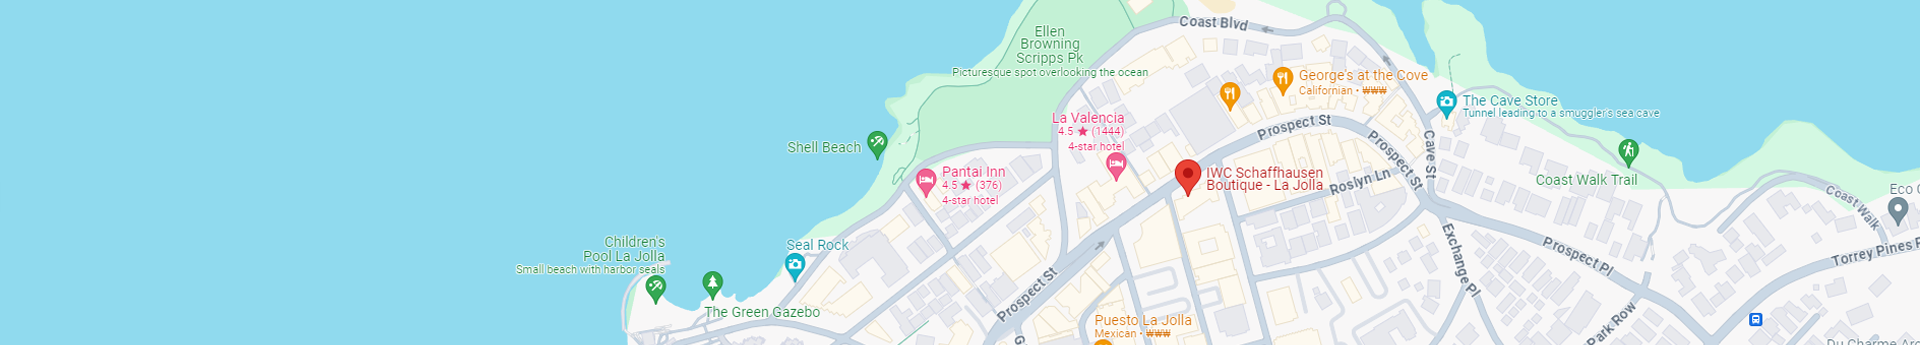 Coast Blvd
Ellen
Browning
Scripps Pk
Picturesque spot overlooking the ocean
George's at the Cove
Californian • ₩₩₩
The Cave Store
Tunnel leading to a smuggler's sea cave
La Valencia
4.5 ★ (1444)
4-star hotel
Prospect St
Prospect St
Cave St
Shell Beach
Pantai Inn
4.5 ★ (376)
4-star hotel
IWC Schaffhausen
Boutique - La Jolla
Roslyn Ln
Coast Walk Trail
Coast Walk
Eco
Children's
Pool La Jolla
Small beach with harbor seals
Seal Rock
The Green Gazebo
Prospect St
G
Exchange Pl
Prospect Pl
Torrey Pines
Park Row
Puesto La Jolla
Mexican • ₩₩₩
Du Charme